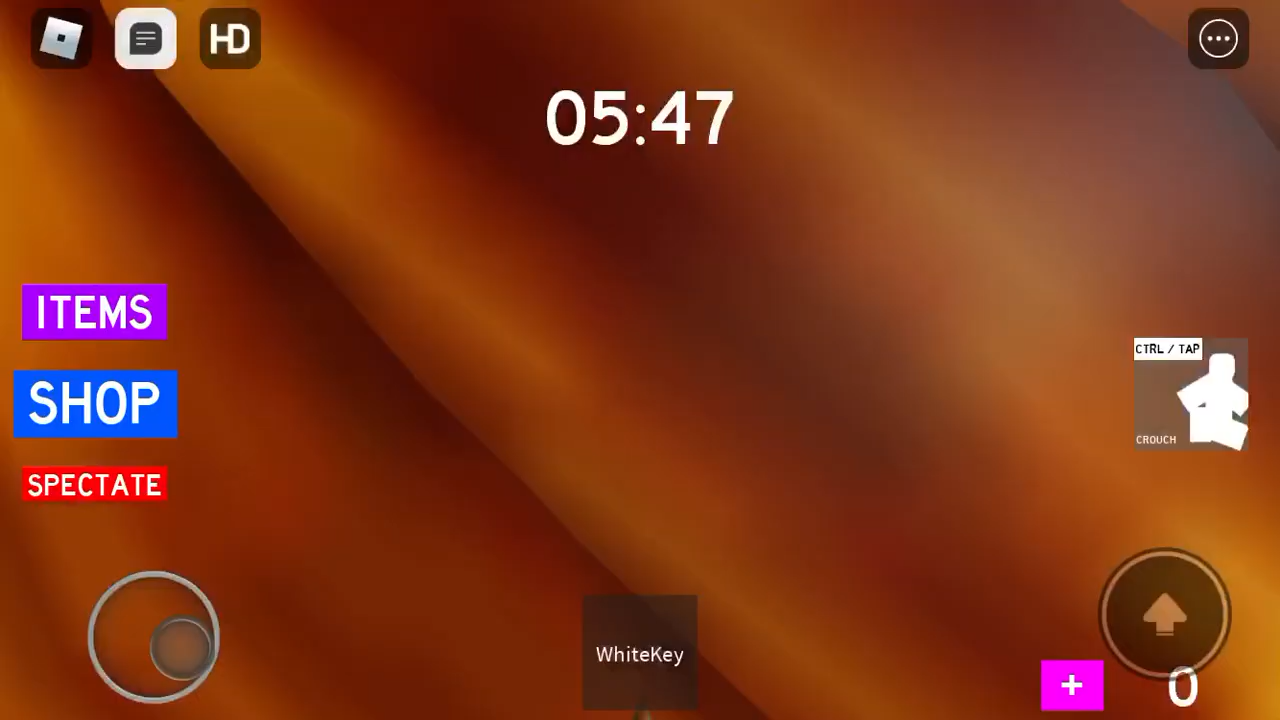 HD
05:47
ITEMS
SHOP
SPECTATE
CTRL / TAP
CROUCH
WhiteKey
+
0